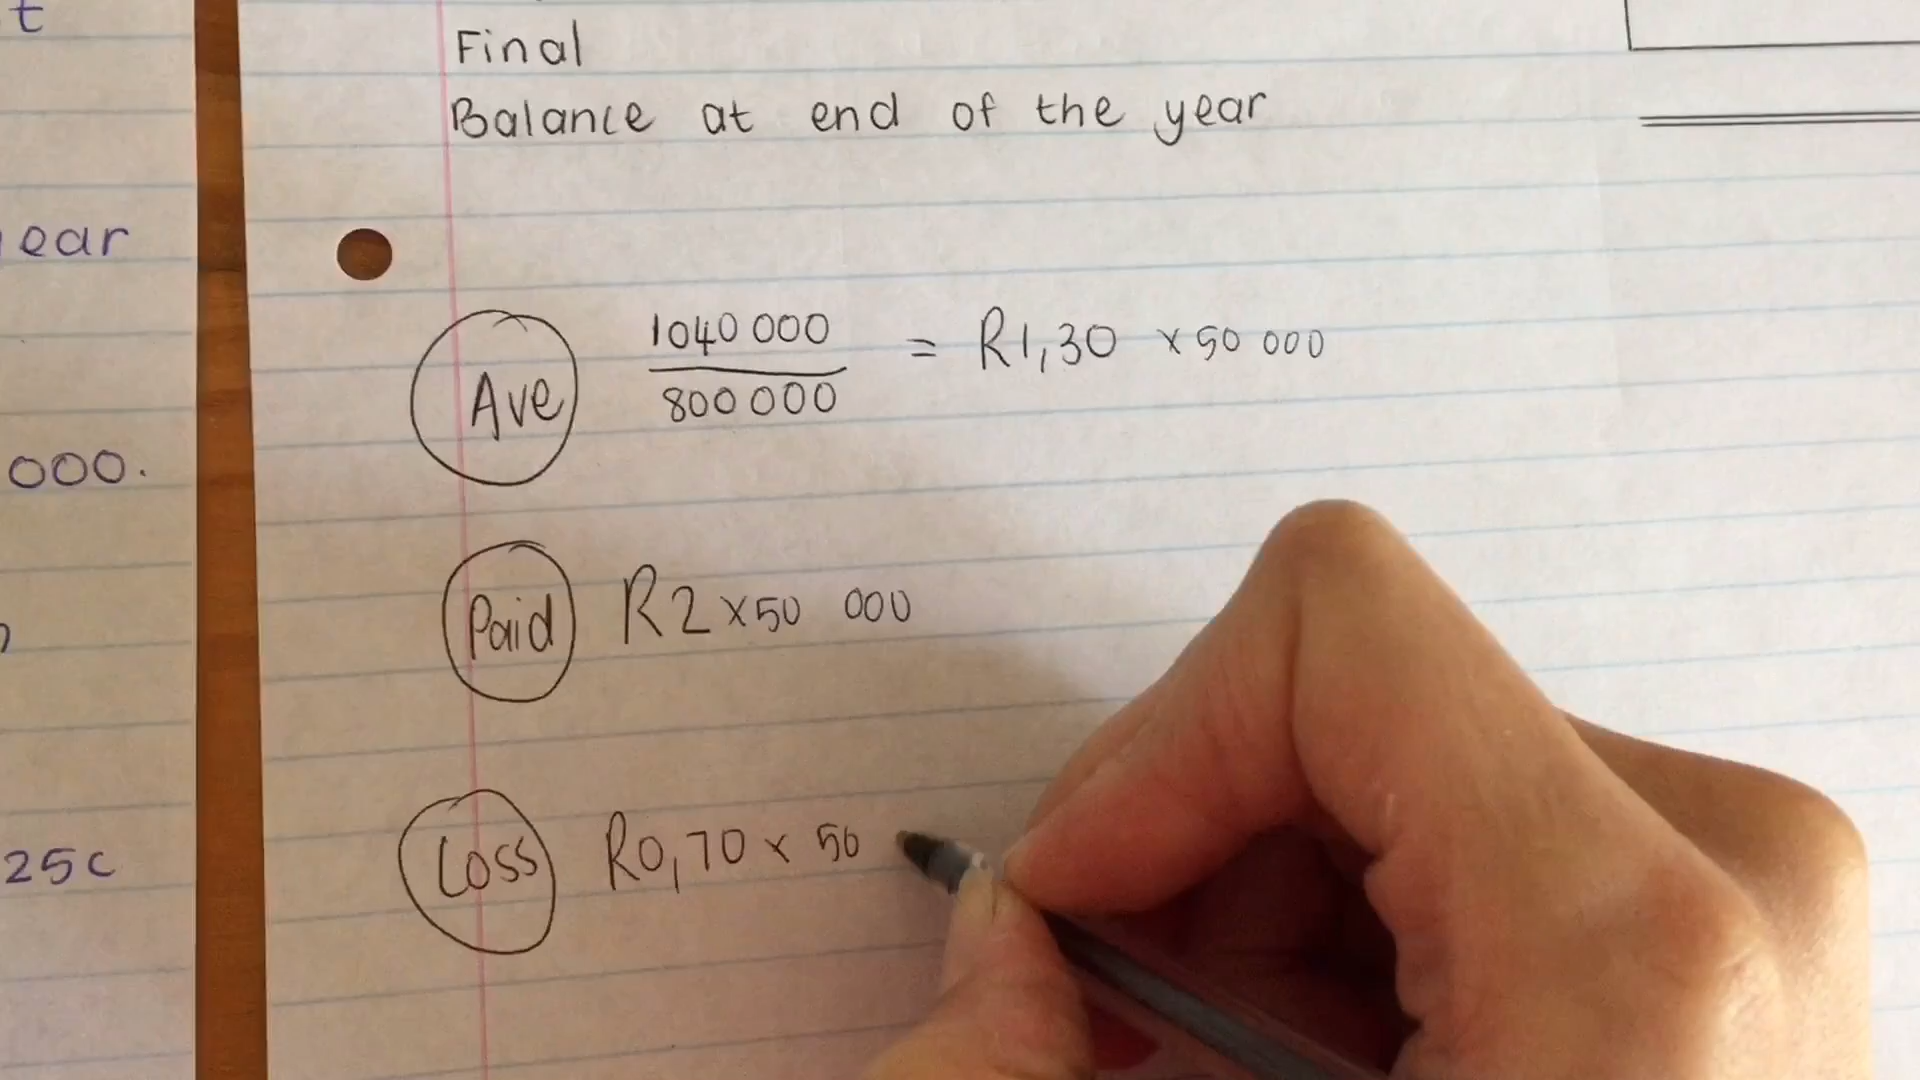 t
Final
Balance at end of the year
ear
Ave 1040 000 / 800 000 = R1,30 x 50 000
000.
Paid R2 x 50 000
Loss R0,70 x 50
25c